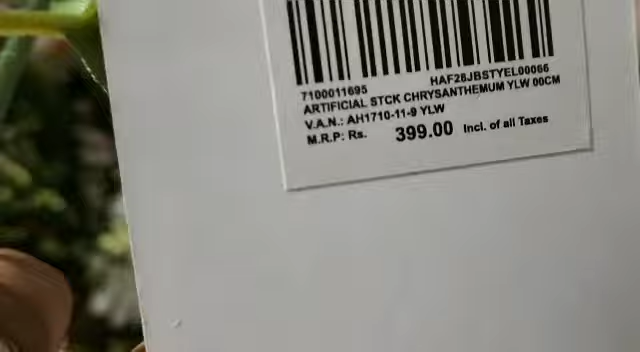 7100011695 HAF28JBSTYEL00066
ARTIFICIAL STCK CHRYSANTHEMUM YLW 00CM
V.A.N.: AH1710-11-9 YLW
M.R.P: Rs. 399.00 Incl. of all Taxes